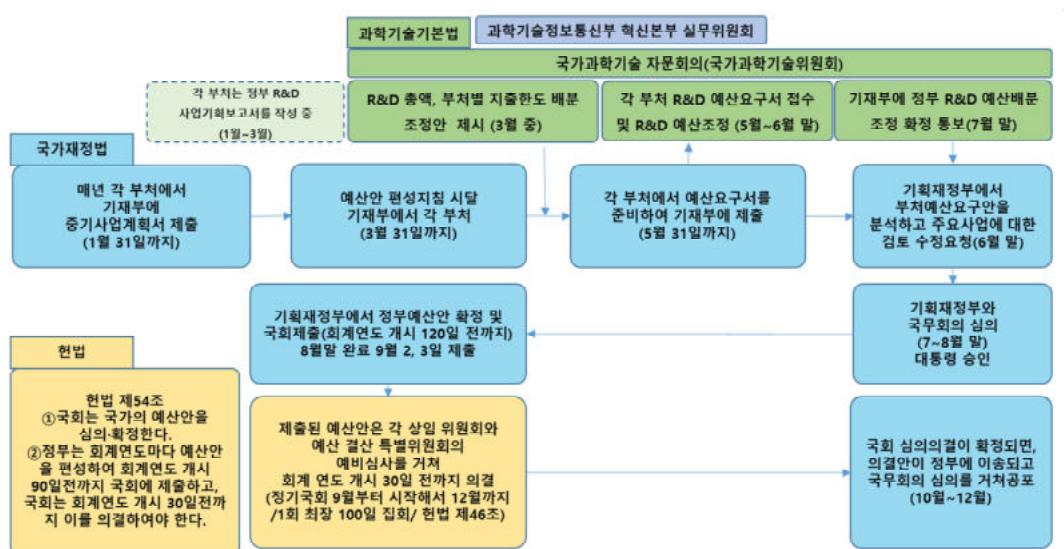 과학기술기본법
과학기술정보통신부 혁신본부 실무위원회
국가과학기술 자문회의(국가과학기술위원회)
각 부처는 정부 R&D
사업기획보고서를 작성 중
(1월~3월)
R&D 총액, 부처별 지출한도 배분
조정안 제시 (3월 중)
각 부처 R&D 예산요구서 접수
및 R&D 예산조정 (5월~6월 말)
기재부에 정부 R&D 예산배분
조정 확정 통보(7월 말)
국가재정법
매년 각 부처에서
기재부에
중기사업계획서 제출
(1월 31일까지)
예산안 편성지침 시달
기재부에서 각 부처
(3월 31일까지)
각 부처에서 예산요구서를
준비하여 기재부에 제출
(5월 31일까지)
기획재정부에서
부처예산요구안을
분석하고 주요사업에 대한
검토 수정요청(6월 말)
기획재정부에서 정부예산안 확정 및
국회제출(회계연도 개시 120일 전까지)
8월말 완료 9월 2, 3일 제출
기획재정부와
국무회의 심의
(7~8월 말)
대통령 승인
헌법
헌법 제54조
①국회는 국가의 예산안을
심의·확정한다.
②정부는 회계연도마다 예산안
을 편성하여 회계연도 개시
90일전까지 국회에 제출하고,
국회는 회계연도 개시 30일전까
지 이를 의결하여야 한다.
제출된 예산안은 각 상임 위원회와
예산 결산 특별위원회의
예비심사를 거쳐
회계 연도 개시 30일 전까지 의결
(정기국회 9월부터 시작해서 12월까지
/1회 최장 100일 집회/ 헌법 제46조)
국회 심의의결이 확정되면,
의결안이 정부에 이송되고
국무회의 심의를 거쳐공포
(10월~12월)